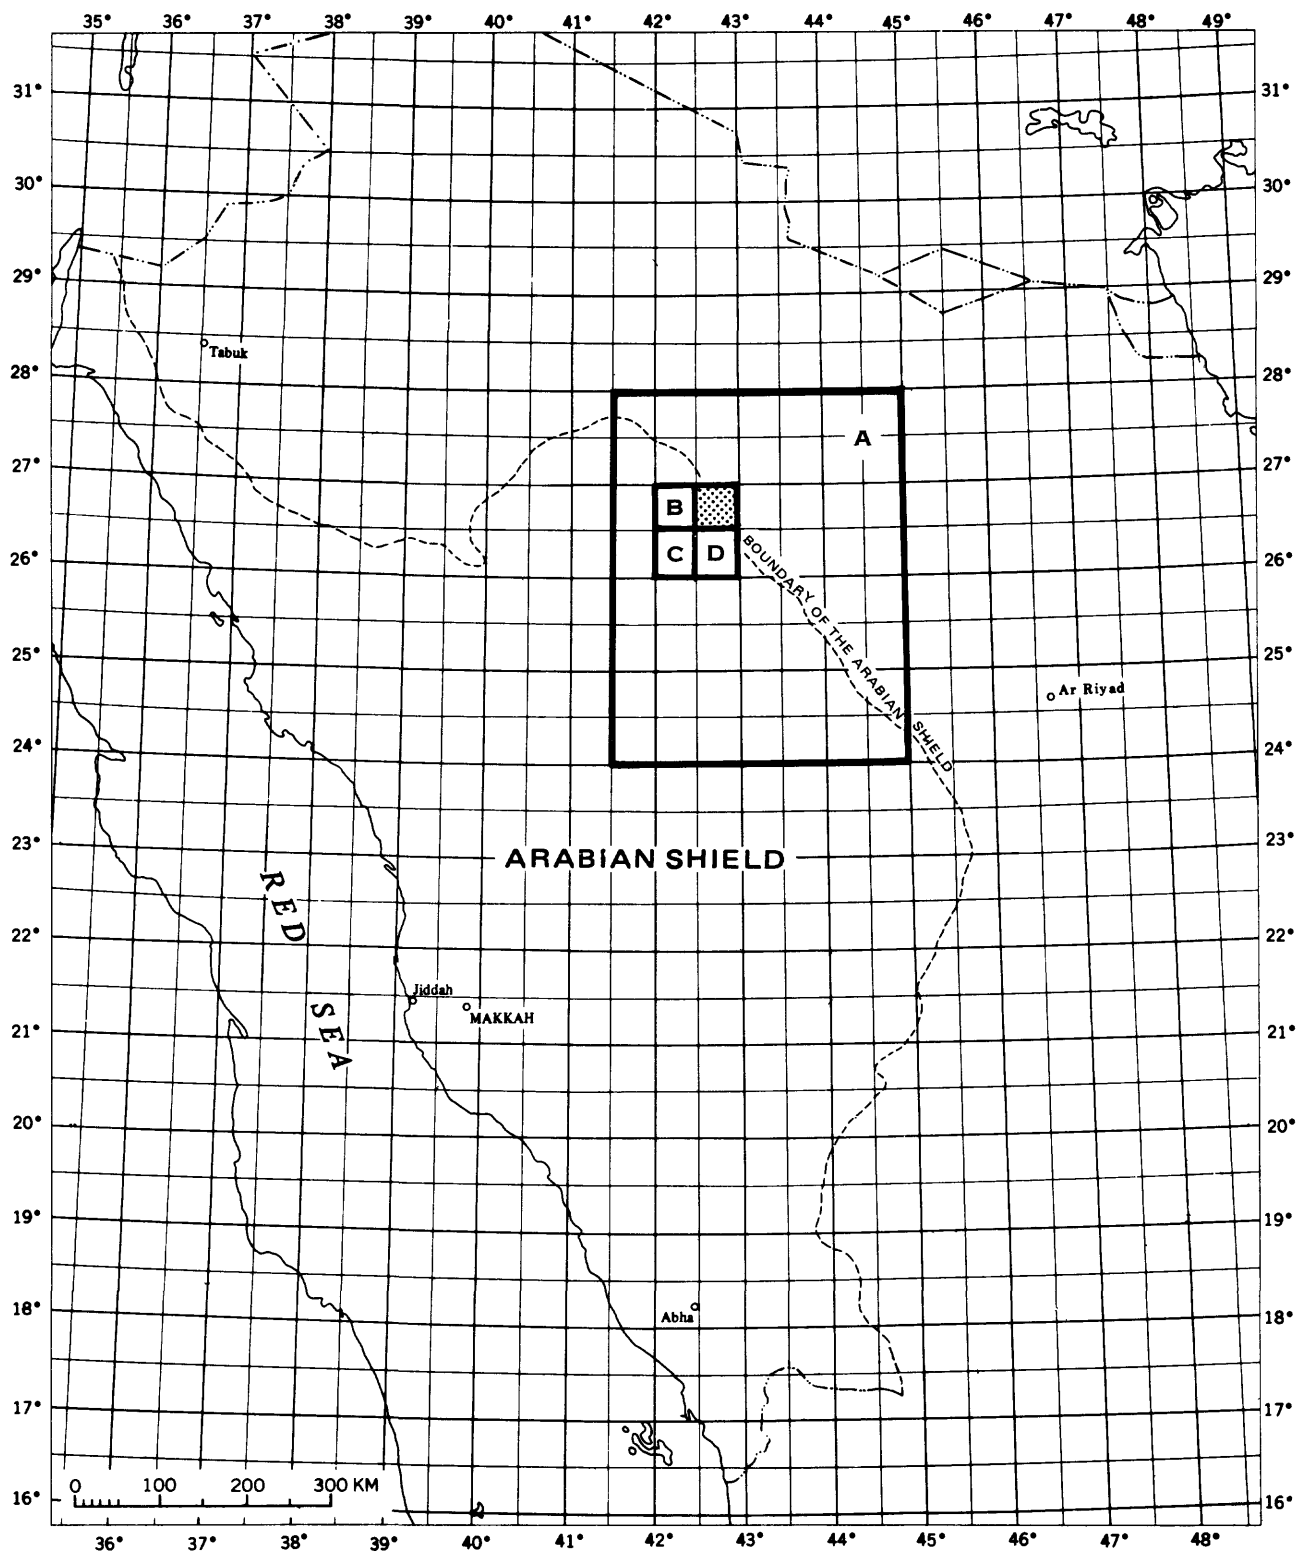 35° 36° 37° 38° 39° 40° 41° 42° 43° 44° 45° 46° 47° 48° 49°
31° 31°
30° 30°
29° 29°
Tabuk
28° 28°
A
27° 27°
B
C D
26° 26°
BOUNDARY OF THE ARABIAN SHIELD
25° 25°
Ar Riyad
24° 24°
23° 23°
ARABIAN SHIELD
RED SEA
22° 22°
Jiddah
MAKKAH
21° 21°
20° 20°
19° 19°
18° 18°
Abha
17° 17°
0 100 200 300 KM
16° 16°
36° 37° 38° 39° 40° 41° 42° 43° 44° 45° 46° 47° 48°